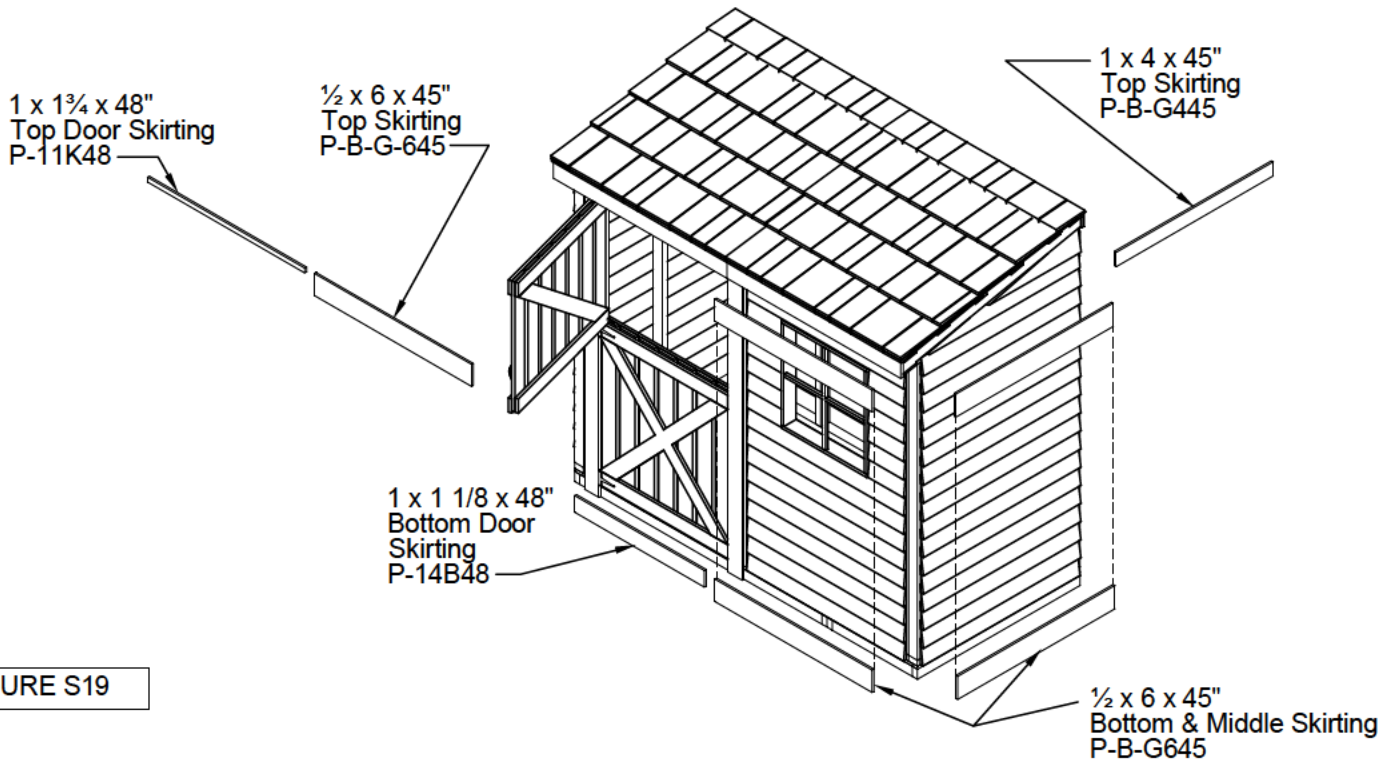 1 x 1¾ x 48"
Top Door Skirting
P-11K48
½ x 6 x 45"
Top Skirting
P-B-G-645
1 x 4 x 45"
Top Skirting
P-B-G445
1 x 1 1/8 x 48"
Bottom Door
Skirting
P-14B48
URE S19
½ x 6 x 45"
Bottom & Middle Skirting
P-B-G645